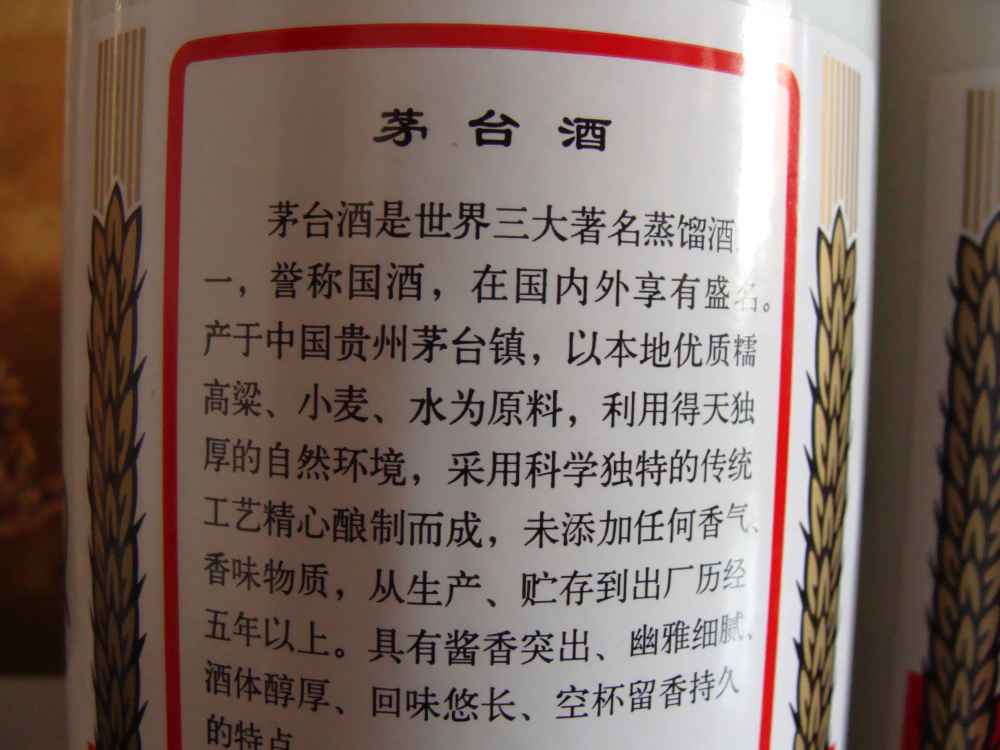 茅台酒
茅台酒是世界三大著名蒸馏酒
一，誉称国酒，在国内外享有盛名。
产于中国贵州茅台镇，以本地优质糯
高粱、小麦、水为原料，利用得天独
厚的自然环境，采用科学独特的传统
工艺精心酿制而成，未添加任何香气、
香味物质，从生产、贮存到出厂历经
五年以上。具有酱香突出、幽雅细腻、
酒体醇厚、回味悠长、空杯留香持久
的特点